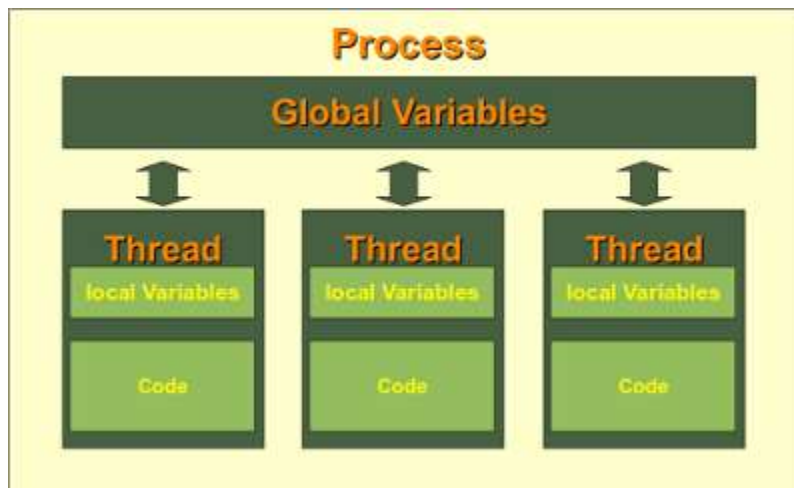 Process
Global Variables
Thread
local Variables
Code
Thread
local Variables
Code
Thread
local Variables
Code